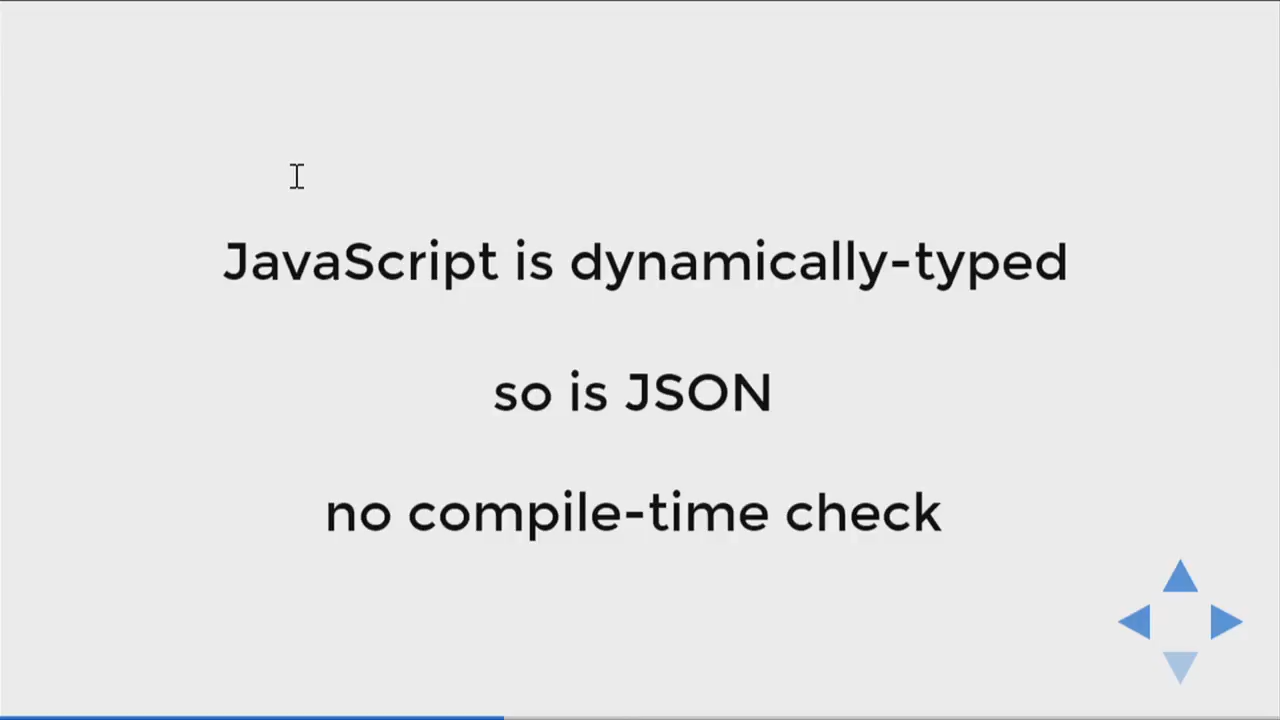 JavaScript is dynamically-typed
so is JSON
no compile-time check